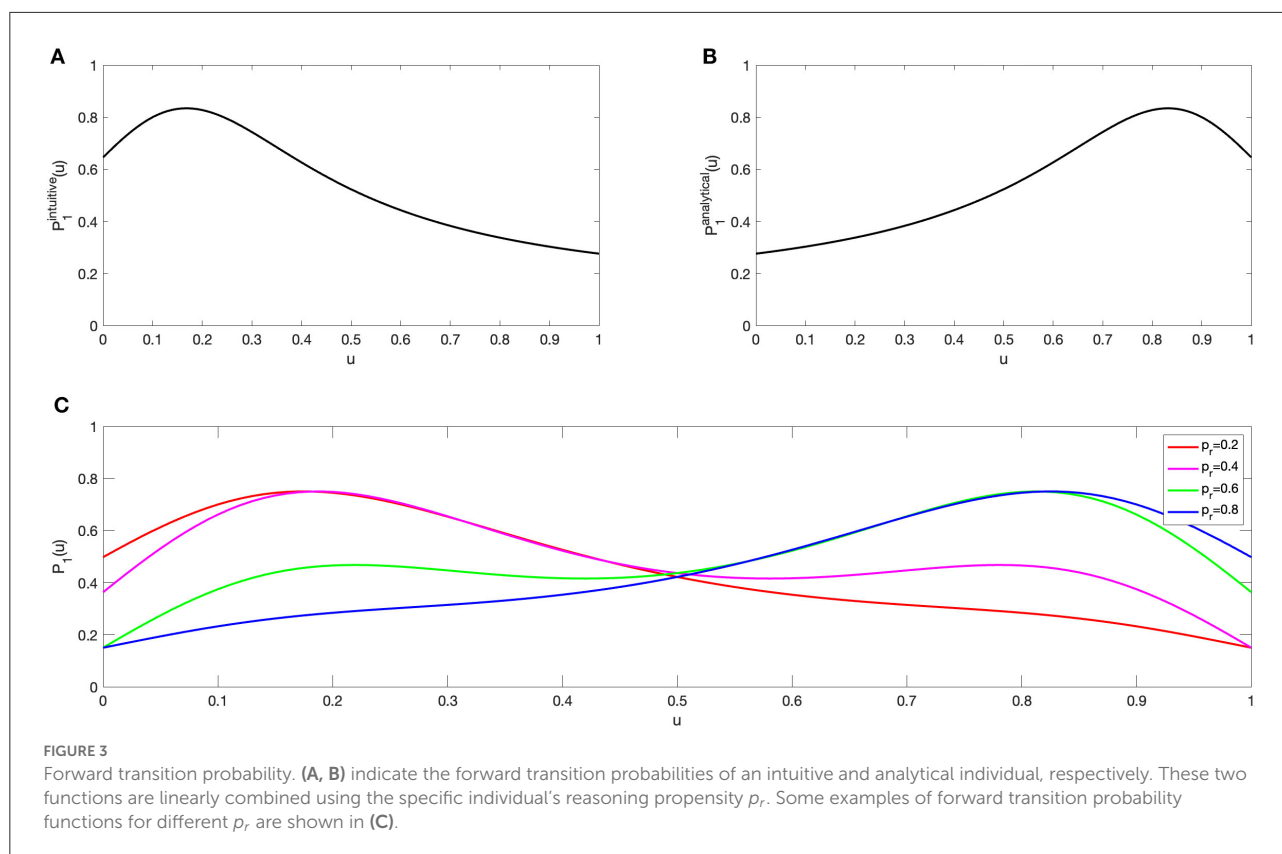 A
1
0.8
0.6
0.4
0.2
0
P₁^intuitive(u)
0 0.1 0.2 0.3 0.4 0.5 0.6 0.7 0.8 0.9 1
u
B
1
0.8
0.6
0.4
0.2
0
P₁^analytical(u)
0 0.1 0.2 0.3 0.4 0.5 0.6 0.7 0.8 0.9 1
u
C
1
0.8
0.6
0.4
0.2
0
P₁(u)
pᵣ=0.2
pᵣ=0.4
pᵣ=0.6
pᵣ=0.8
0 0.1 0.2 0.3 0.4 0.5 0.6 0.7 0.8 0.9 1
u
FIGURE 3
Forward transition probability. (A, B) indicate the forward transition probabilities of an intuitive and analytical individual, respectively. These two
functions are linearly combined using the specific individual's reasoning propensity pᵣ. Some examples of forward transition probability
functions for different pᵣ are shown in (C).